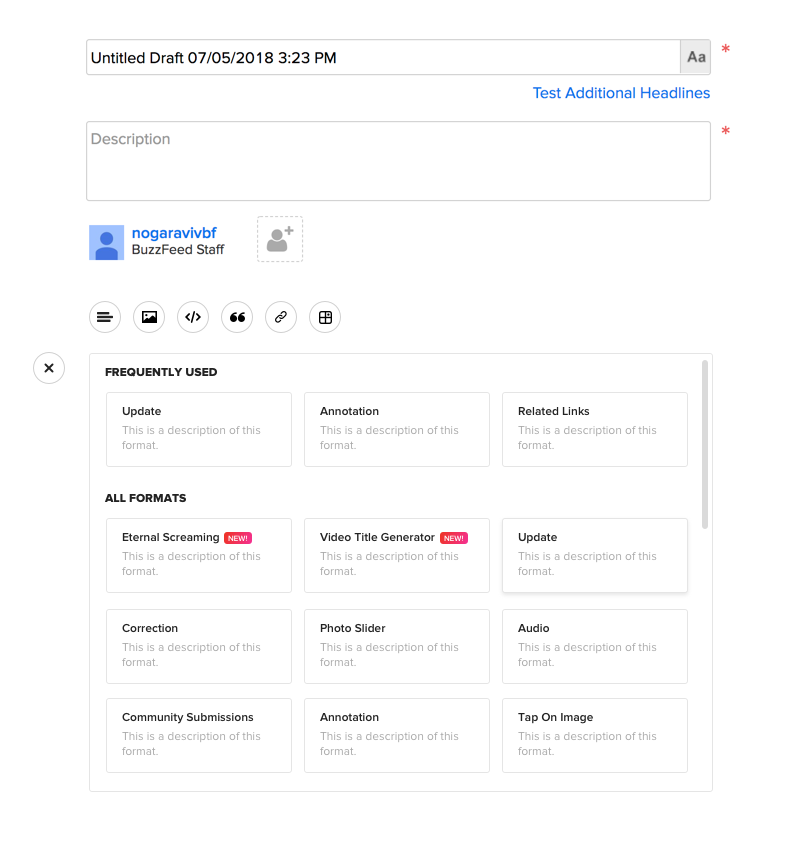 Untitled Draft 07/05/2018 3:23 PM
Aa
*
Test Additional Headlines
Description
*
nogaravivbf
BuzzFeed Staff
FREQUENTLY USED
Update
This is a description of this
format.
Annotation
This is a description of this
format.
Related Links
This is a description of this
format.
ALL FORMATS
Eternal Screaming NEW!
This is a description of this
format.
Video Title Generator NEW!
This is a description of this
format.
Update
This is a description of this
format.
Correction
This is a description of this
format.
Photo Slider
This is a description of this
format.
Audio
This is a description of this
format.
Community Submissions
This is a description of this
format.
Annotation
This is a description of this
format.
Tap On Image
This is a description of this
format.